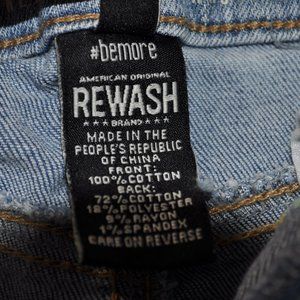 #bemore
AMERICAN ORIGINAL
REWASH
★★★ BRAND ★★★
MADE IN THE
PEOPLE'S REPUBLIC
OF CHINA
FRONT:
100%COTTON
BACK:
72%COTTON
18%POLYESTER
9%RAYON
1%SPANDEX
CARE ON REVERSE